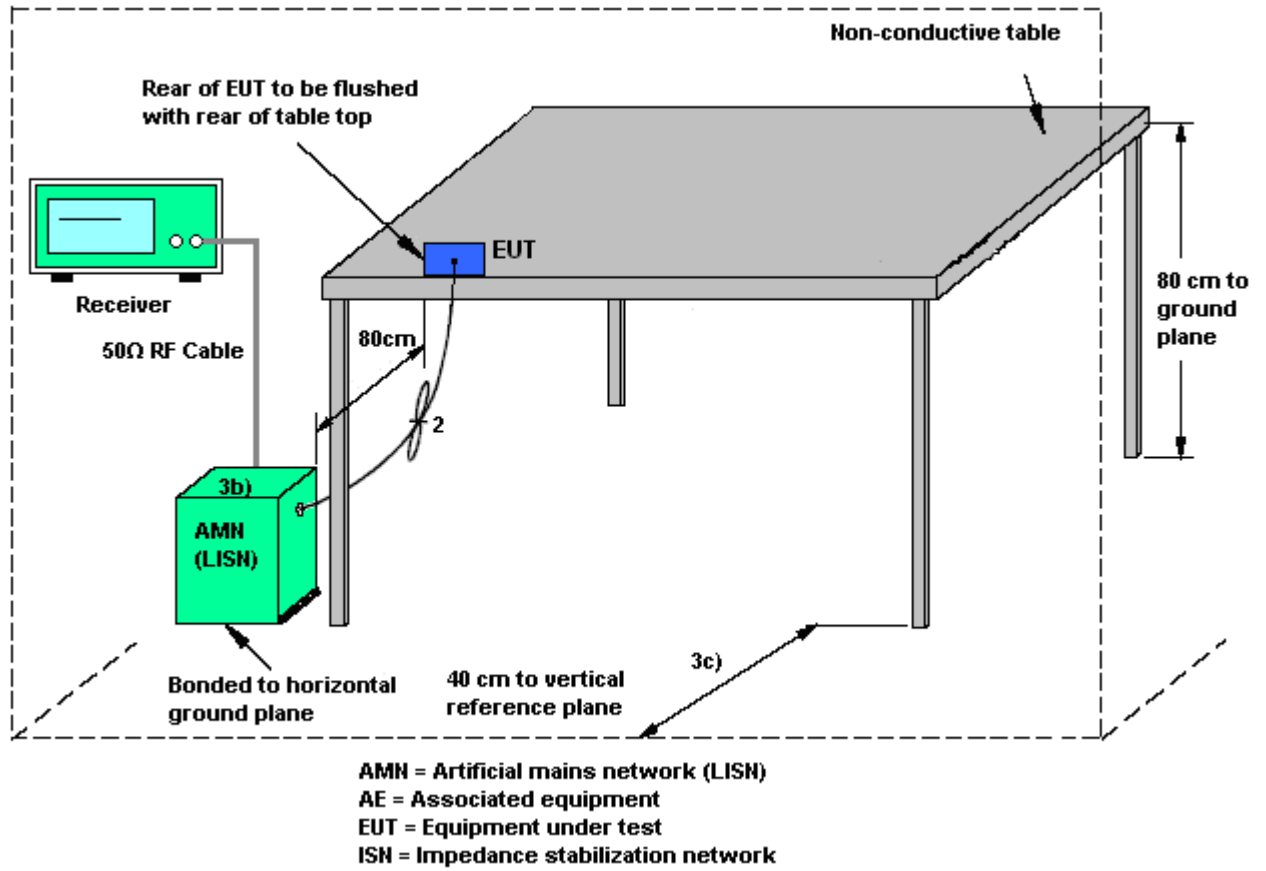 Non-conductive table
Rear of EUT to be flushed
with rear of table top
EUT
Receiver
80 cm to
ground
plane
80cm
50Ω RF Cable
2
3b)
AMN
(LISN)
3c)
Bonded to horizontal
ground plane
40 cm to vertical
reference plane
AMN = Artificial mains network (LISN)
AE = Associated equipment
EUT = Equipment under test
ISN = Impedance stabilization network